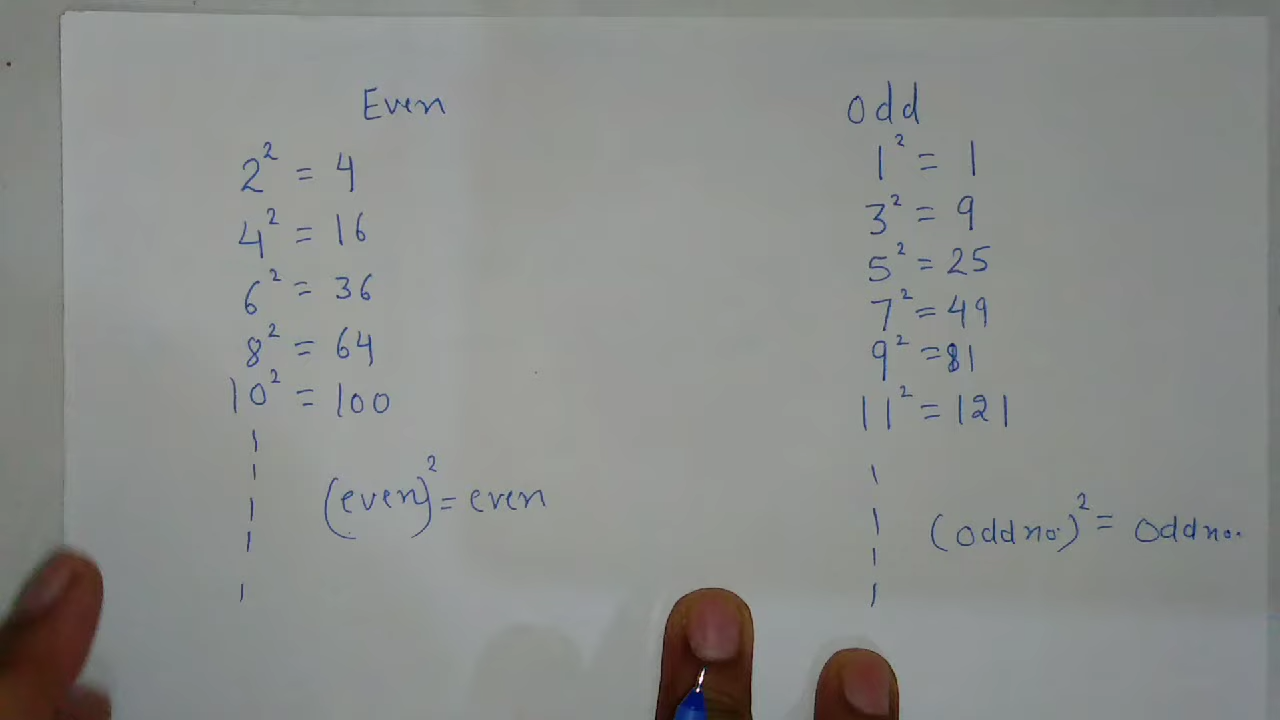 Even
2² = 4
4² = 16
6² = 36
8² = 64
10² = 100
(even)² = even
odd
1² = 1
3² = 9
5² = 25
7² = 49
9² = 81
11² = 121
(odd no.)² = odd no.